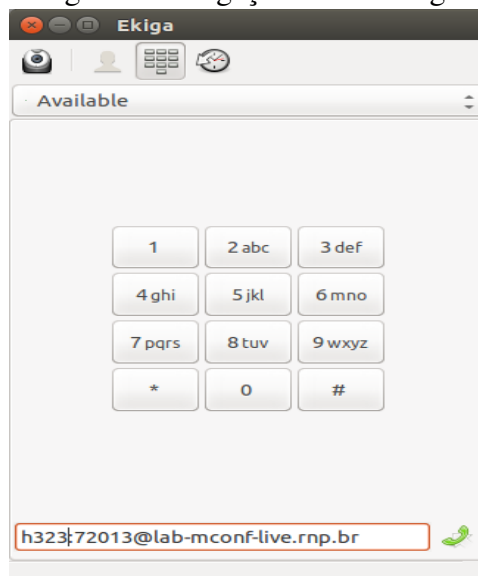 Ekiga
Available
1 2 abc 3 def
4 ghi 5 jkl 6 mno
7 pqrs 8 tuv 9 wxyz
* 0 #
h323:72013@lab-mconf-live.rnp.br